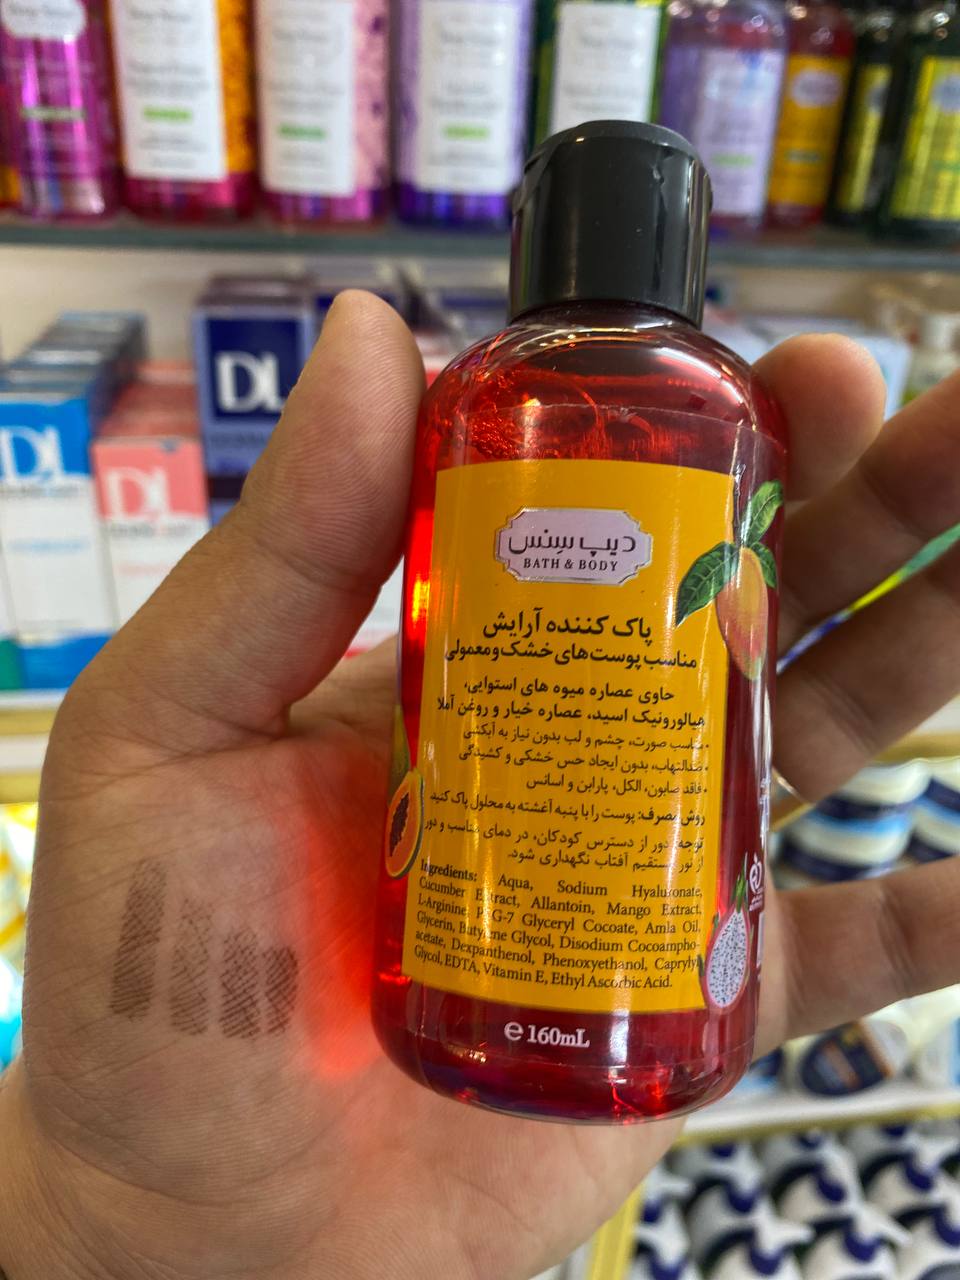 DL
DL
DL
دیپ سنس
BATH & BODY
پاک کننده آرایش
مناسب پوست‌های خشک و معمولی
حاوی عصاره میوه های استوایی،
هیالورونیک اسید، عصاره خیار و روغن آملا
• مناسب صورت، چشم و لب بدون نیاز به آبکشی
• ضدالتهاب، بدون ایجاد حس خشکی و کشیدگی
• فاقد صابون، الکل، پارابن و اسانس
روش مصرف: پوست را با پنبه آغشته به محلول پاک کنید
توجه: دور از دسترس کودکان، در دمای مناسب و دور
از نور مستقیم آفتاب نگهداری شود.
Ingredients: Aqua, Sodium Hyaluronate,
Cucumber Extract, Allantoin, Mango Extract,
L-Arginine, PEG-7 Glyceryl Cocoate, Amla Oil,
Glycerin, Butylene Glycol, Disodium Cocoampho-
acetate, Dexpanthenol, Phenoxyethanol, Caprylyl
Glycol, EDTA, Vitamin E, Ethyl Ascorbic Acid.
e 160mL